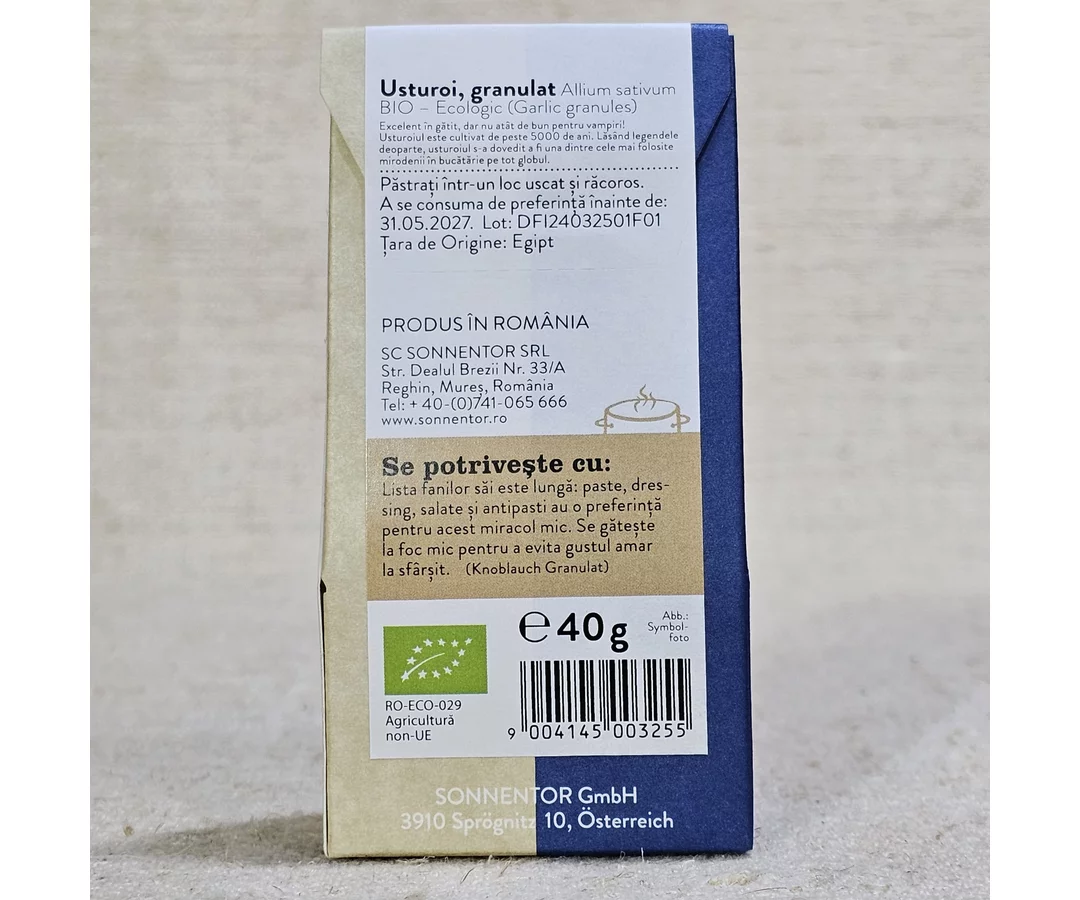 Usturoi, granulat Allium sativum
BIO – Ecologic (Garlic granules)
Excelent în gătit, dar nu atât de bun pentru vampiri!
Usturoiul este cultivat de peste 5000 de ani. Lăsând legendele
deoparte, usturoiul s-a dovedit a fi una dintre cele mai folosite
mirodenii în bucătărie pe tot globul.
Păstrați într-un loc uscat și răcoros.
A se consuma de preferință înainte de:
31.05.2027. Lot: DFI24032501F01
Țara de Origine: Egipt
PRODUS ÎN ROMÂNIA
SC SONNENTOR SRL
Str. Dealul Brezii Nr. 33/A
Reghin, Mureș, România
Tel: + 40-(0)741-065 666
www.sonnentor.ro
Se potrivește cu:
Lista fanilor săi este lungă: paste, dres-
sing, salate și antipasti au o preferință
pentru acest miracol mic. Se gătește
la foc mic pentru a evita gustul amar
la sfârșit. (Knoblauch Granulat)
℮ 40 g
Abb.:
Symbol-
foto
RO-ECO-029
Agricultură
non-UE
9 004145 003255
SONNENTOR GmbH
3910 Sprögnitz 10, Österreich